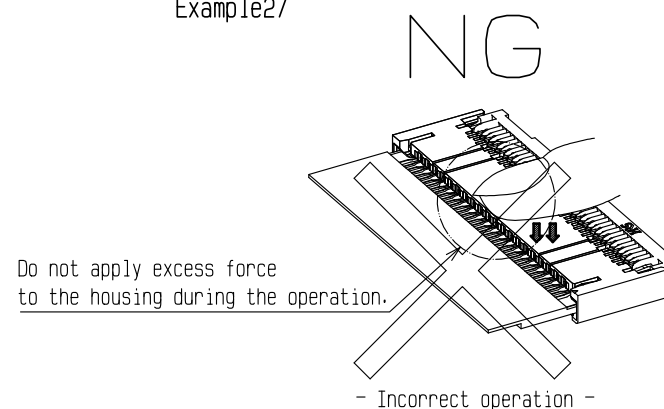 Example27
NG
Do not apply excess force
to the housing during the operation.
- Incorrect operation -